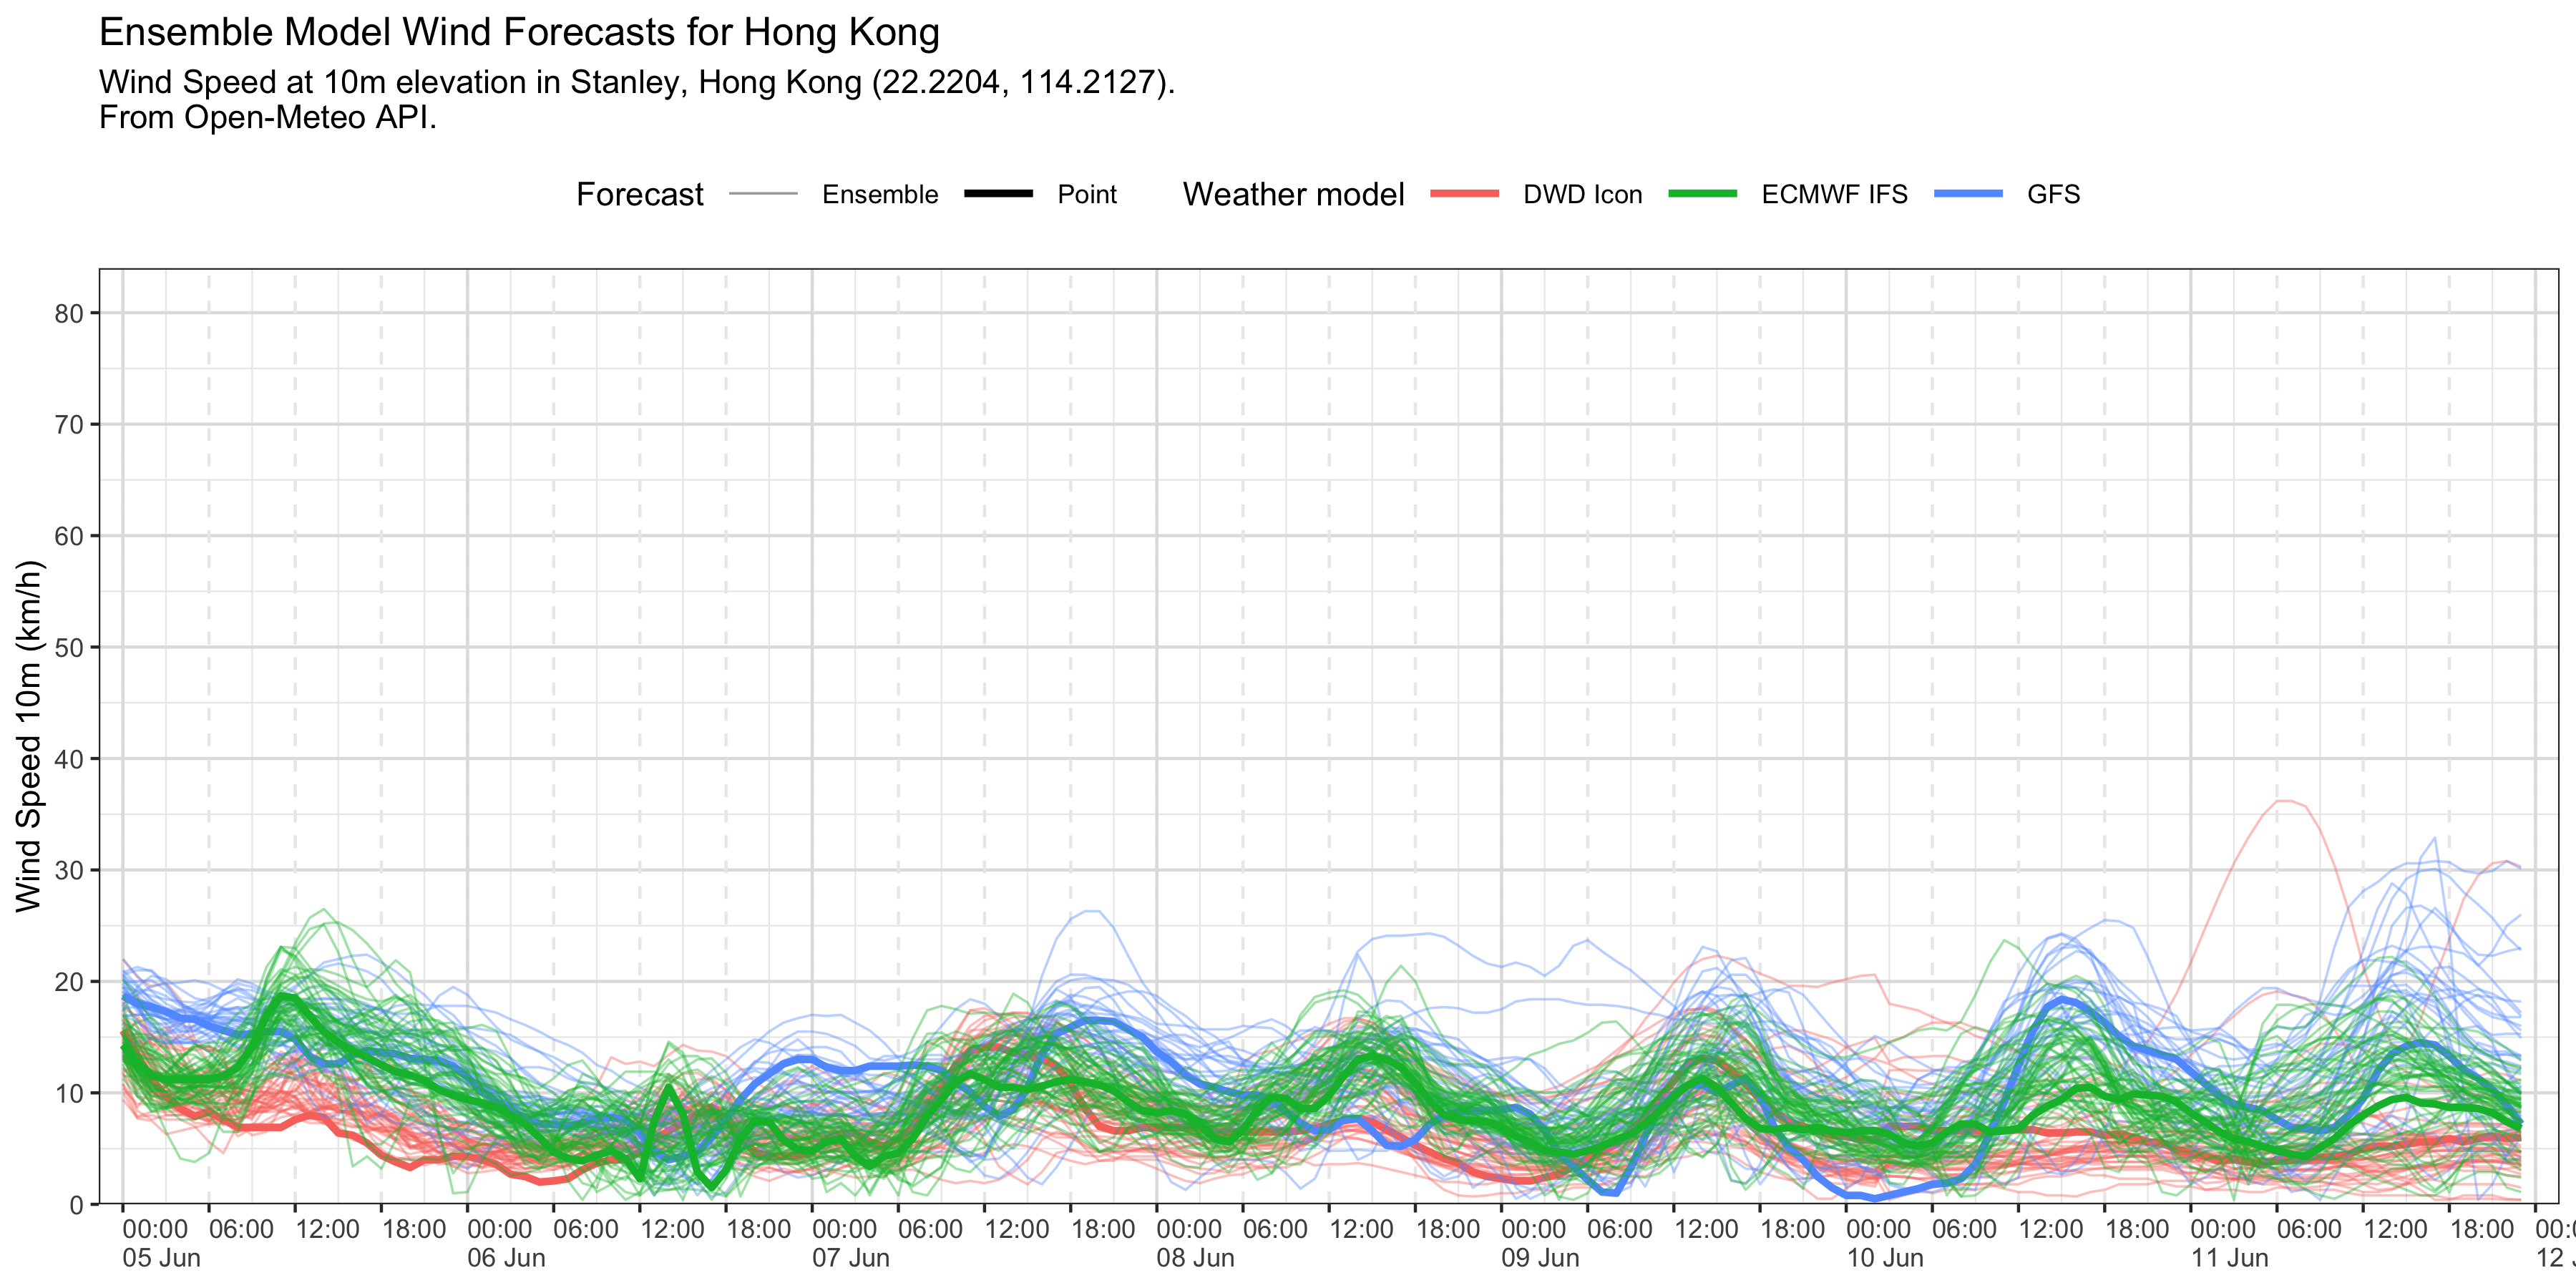 Ensemble Model Wind Forecasts for Hong Kong
Wind Speed at 10m elevation in Stanley, Hong Kong (22.2204, 114.2127).
From Open-Meteo API.
Forecast Ensemble Point Weather model DWD Icon ECMWF IFS GFS
Wind Speed 10m (km/h)
80
70
60
50
40
30
20
10
0
00:00 06:00 12:00 18:00 00:00 06:00 12:00 18:00 00:00 06:00 12:00 18:00 00:00 06:00 12:00 18:00 00:00 06:00 12:00 18:00 00:00 06:00 12:00 18:00 00:00 06:00 12:00 18:00
05 Jun 06 Jun 07 Jun 08 Jun 09 Jun 10 Jun 11 Jun 12